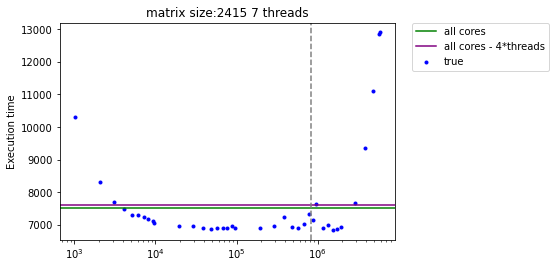 matrix size:2415 7 threads
Execution time
13000
12000
11000
10000
9000
8000
7000
10³
10⁴
10⁵
10⁶
all cores
all cores - 4*threads
true